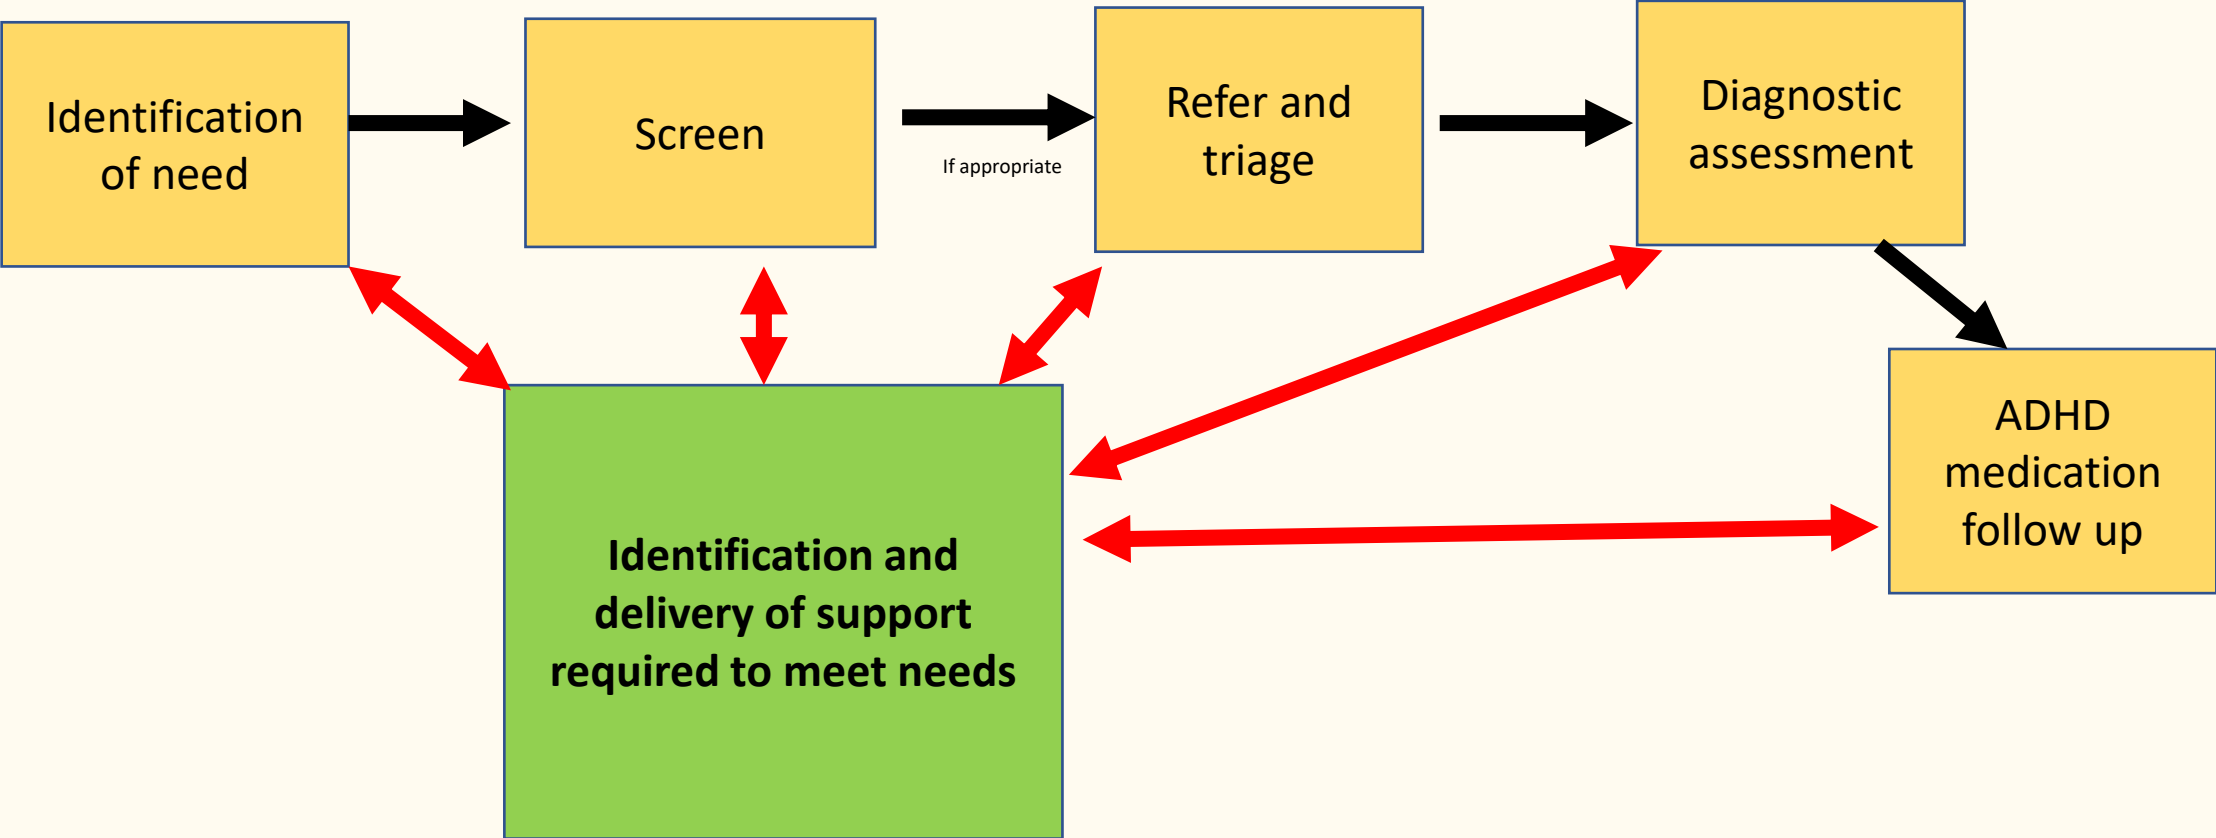 Identification
of need
Screen
If appropriate
Refer and
triage
Diagnostic
assessment
ADHD
medication
follow up
Identification and
delivery of support
required to meet needs